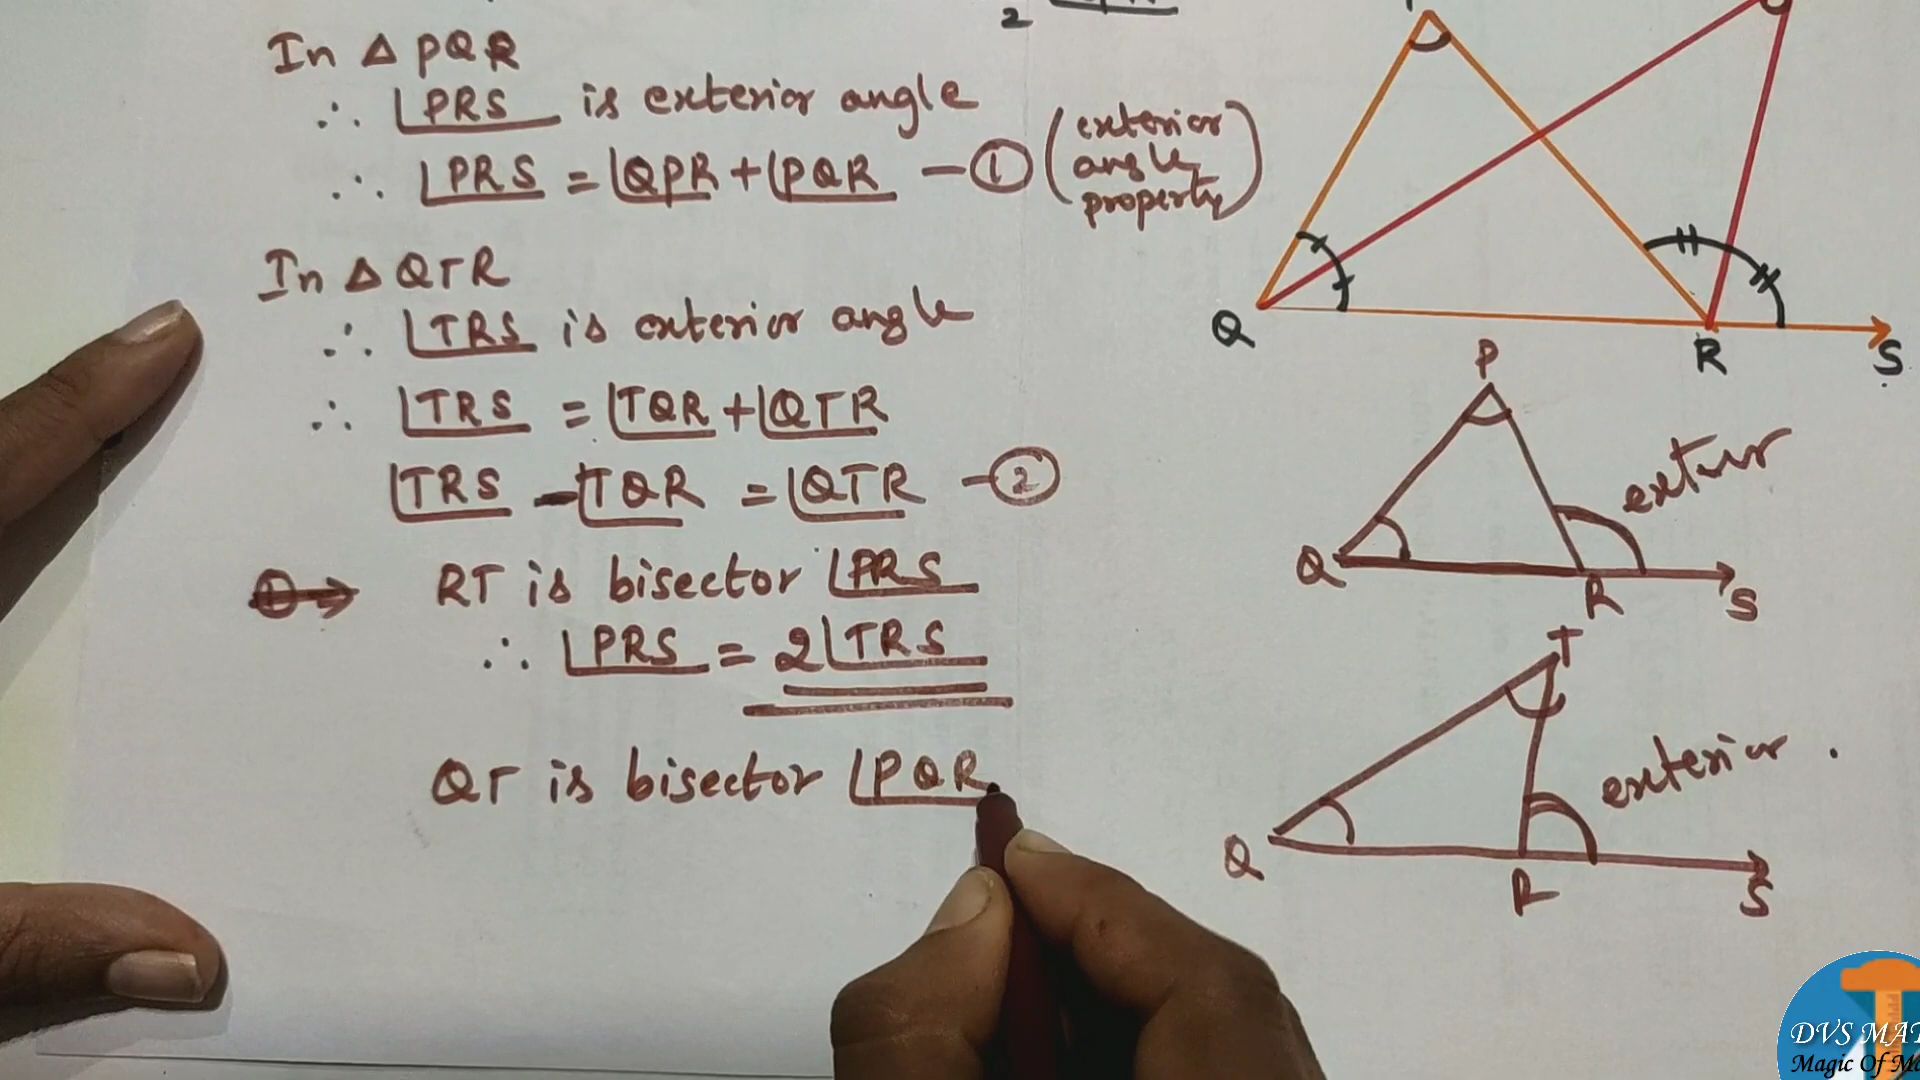 In △ PQR
∴ ∠PRS is exterior angle
∴ ∠PRS = ∠QPR + ∠PQR — ① (exterior angle property)
In △ QTR
∴ ∠TRS is exterior angle
∴ ∠TRS = ∠TQR + ∠QTR
∠TRS - ∠TQR = ∠QTR — ②
RT is bisector ∠PRS
∴ ∠PRS = 2∠TRS
QT is bisector ∠PQR
2
Q
R
S
P
Q
R
S
T
Q
R
S
exterior
DVS MAT
Magic Of Ma